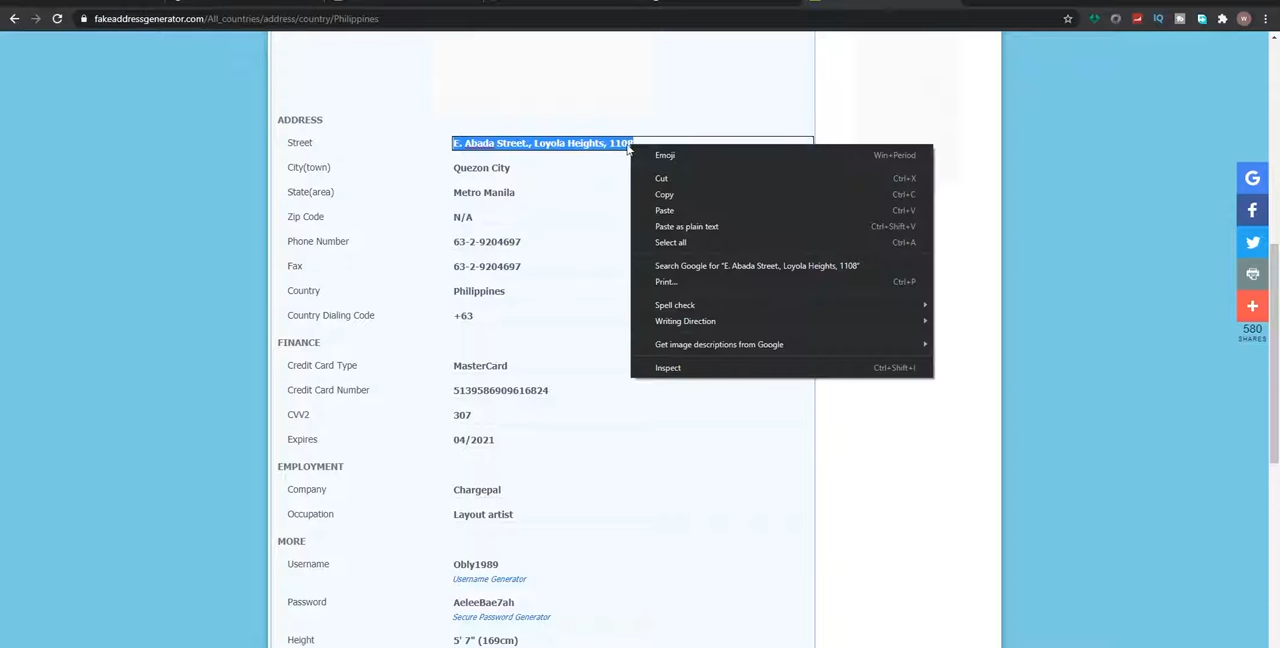 fakeaddressgenerator.com/All_countries/address/country/Philippines
IQ
W
ADDRESS
Street E. Abada Street., Loyola Heights, 1108
City(town) Quezon City
State(area) Metro Manila
Zip Code N/A
Phone Number 63-2-9204697
Fax 63-2-9204697
Country Philippines
Country Dialing Code +63
FINANCE
Credit Card Type MasterCard
Credit Card Number 5139586909616824
CVV2 307
Expires 04/2021
EMPLOYMENT
Company Chargepal
Occupation Layout artist
MORE
Username Obly1989
Username Generator
Password AeleeBae7ah
Secure Password Generator
Height 5' 7" (169cm)
Emoji Win+Period
Cut Ctrl+X
Copy Ctrl+C
Paste Ctrl+V
Paste as plain text Ctrl+Shift+V
Select all Ctrl+A
Search Google for "E. Abada Street., Loyola Heights, 1108"
Print... Ctrl+P
Spell check
Writing Direction
Get image descriptions from Google
Inspect Ctrl+Shift+I
G
f
+
580
SHARES